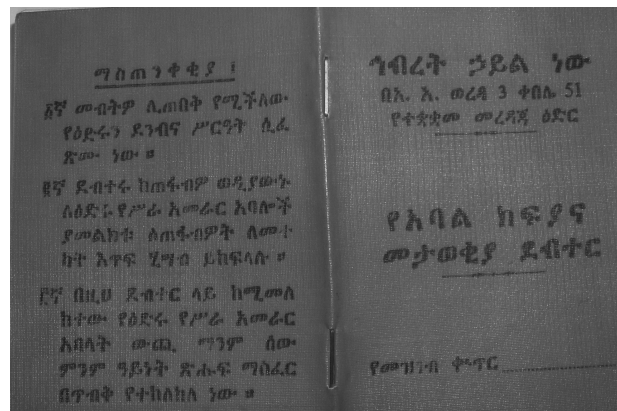 ማስጠንቀቂያ ፤
፩ኛ መብትዎ ሊጠበቅ የሚችለው
የዕድሩን ደንብና ሥርዓት ሲፈ
ጽሙ ነው ።
፪ኛ ደብተሩ ከጠፋብዎ ወዲያውኑ
ለዕድሩ የሥራ አመራር አባሎች
ያመልክቱ ስጠፋብዎት ለመተ
ካት እጥፍ ሂሣብ ይከፍላሉ ።
፫ኛ በዚህ ደብተር ላይ ከሚመለ
ከተው የዕድሩ የሥራ አመራር
አባላት ውጪ ማንም ሰው
ምንም ዓይነት ጽሑፍ ማስፈር
በጥብቅ የተከለከለ ነው ።
ኅብረት ኃይል ነው
በአ. አ. ወረዳ 3 ቀበሌ 51
የተቋቋመ መረዳጃ ዕድር
የአባል ክፍያና
መታወቂያ ደብተር
የመዝገብ ቍጥር